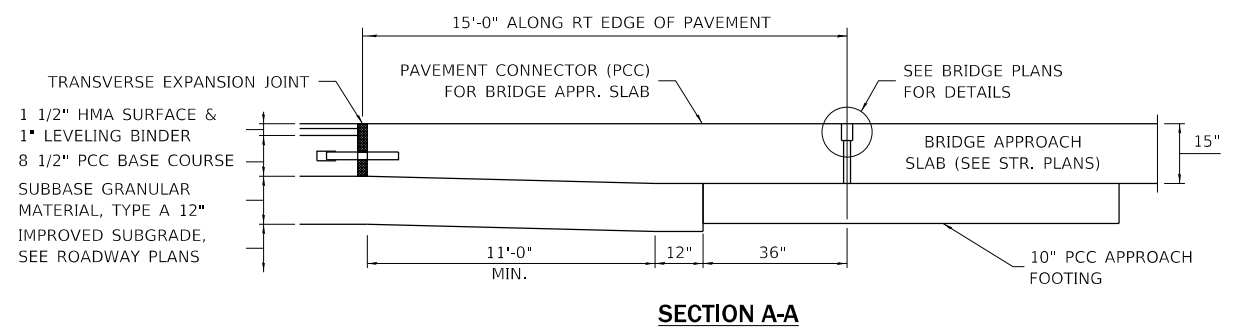 15'-0" ALONG RT EDGE OF PAVEMENT
TRANSVERSE EXPANSION JOINT
PAVEMENT CONNECTOR (PCC)
FOR BRIDGE APPR. SLAB
SEE BRIDGE PLANS
FOR DETAILS
1 1/2" HMA SURFACE &
1" LEVELING BINDER
8 1/2" PCC BASE COURSE
SUBBASE GRANULAR
MATERIAL, TYPE A 12"
IMPROVED SUBGRADE,
SEE ROADWAY PLANS
BRIDGE APPROACH
SLAB (SEE STR. PLANS)
15"
11'-0"
MIN.
12"
36"
10" PCC APPROACH
FOOTING
SECTION A-A